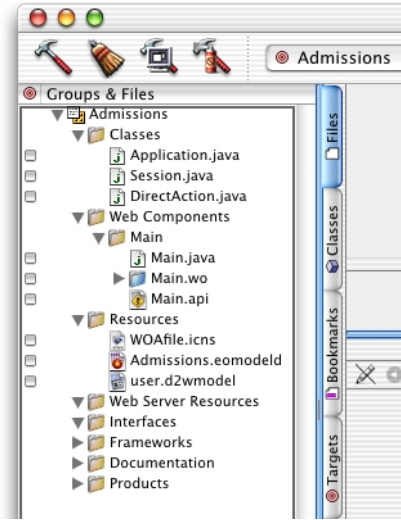 Admissions
Groups & Files
Admissions
Classes
Application.java
Session.java
DirectAction.java
Web Components
Main
Main.java
Main.wo
Main.api
Resources
WOAfile.icns
Admissions.eomodeld
user.d2wmodel
Web Server Resources
Interfaces
Frameworks
Documentation
Products
Files
Classes
Bookmarks
Targets